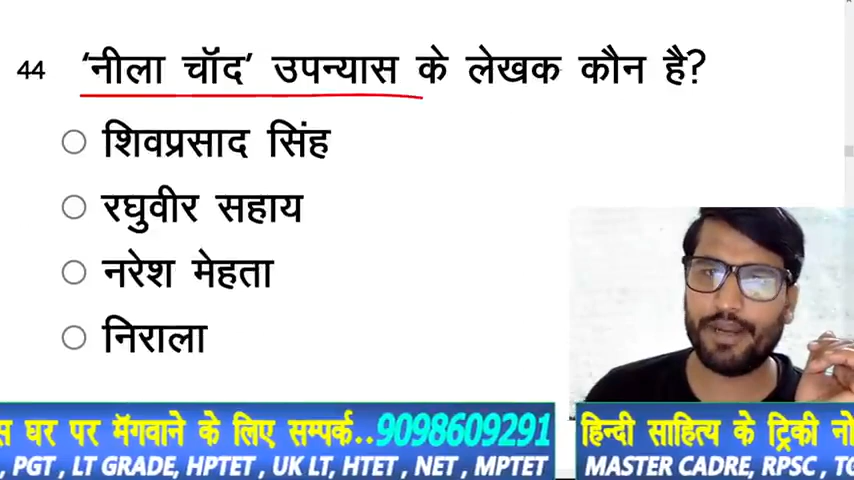 44 'नीला चॉद' उपन्यास के लेखक कौन है?
शिवप्रसाद सिंह
रघुवीर सहाय
नरेश मेहता
निराला
स घर पर मॅगवाने के लिए सम्पर्क..9098609291 हिन्दी साहित्य के ट्रिकी नो
, PGT , LT GRADE, HPTET , UK LT, HTET , NET , MPTET MASTER CADRE, RPSC , TG